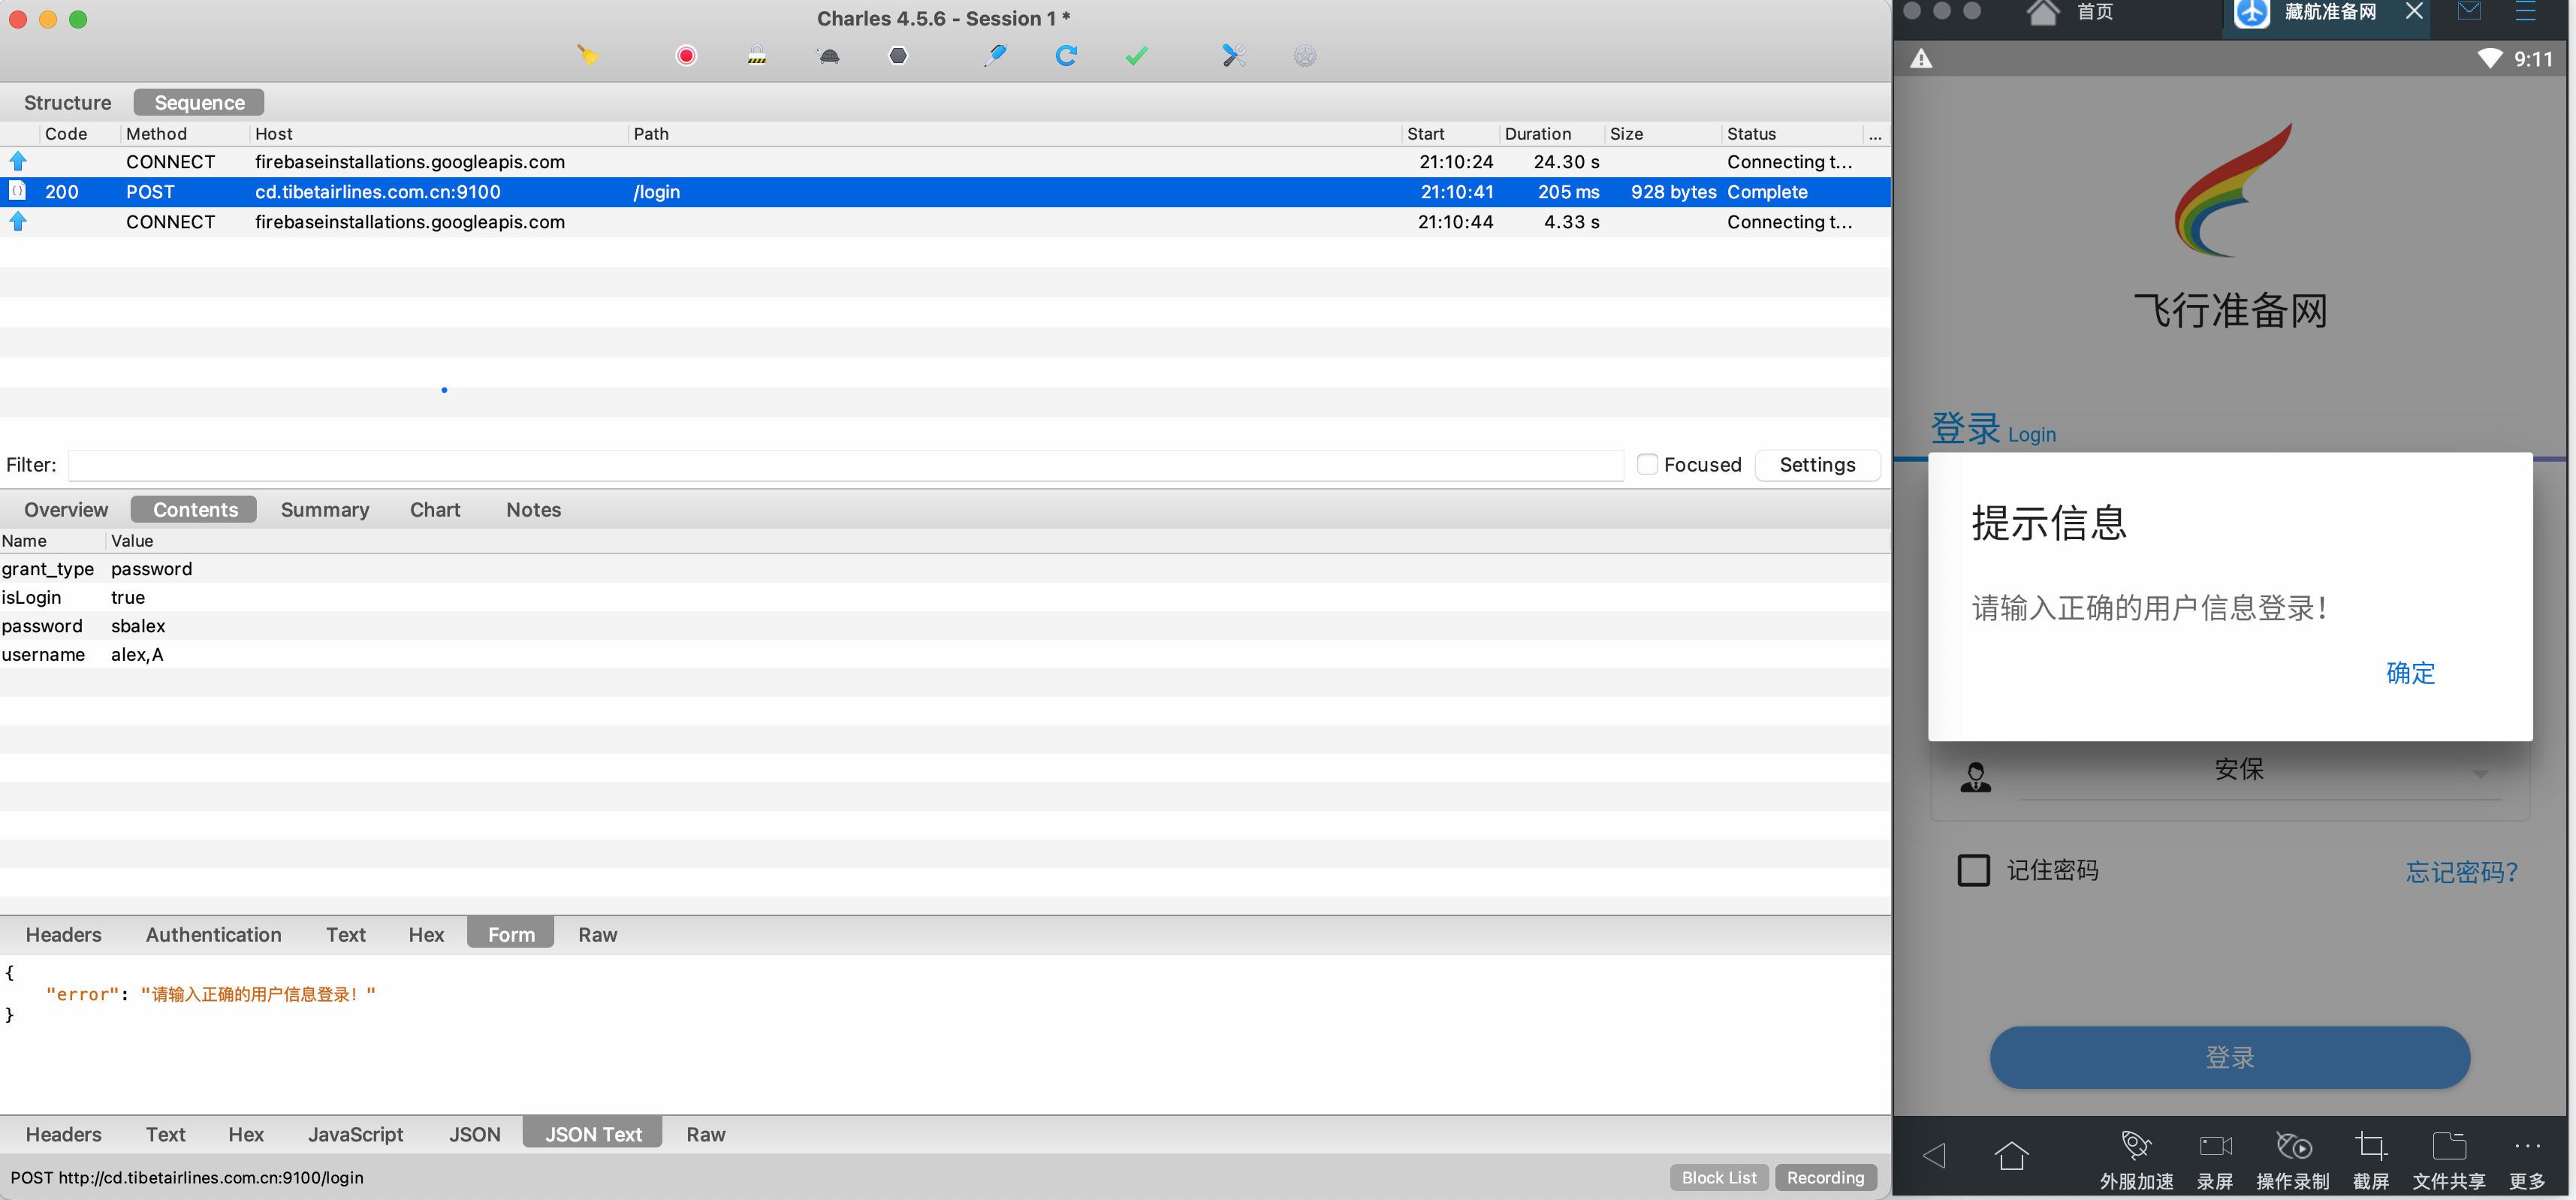 Charles 4.5.6 - Session 1 *
Structure Sequence
Code Method Host Path Start Duration Size Status ...
CONNECT firebaseinstallations.googleapis.com 21:10:24 24.30 s Connecting t...
200 POST cd.tibetairlines.com.cn:9100 /login 21:10:41 205 ms 928 bytes Complete
CONNECT firebaseinstallations.googleapis.com 21:10:44 4.33 s Connecting t...
Filter: Focused Settings
Overview Contents Summary Chart Notes
Name Value
grant_type password
isLogin true
password sbalex
username alex,A
Headers Authentication Text Hex Form Raw
{
"error": "请输入正确的用户信息登录！"
}
Headers Text Hex JavaScript JSON JSON Text Raw
POST http://cd.tibetairlines.com.cn:9100/login Block List Recording
首页 藏航准备网
9:11
飞行准备网
登录 Login
提示信息
请输入正确的用户信息登录！
确定
安保
记住密码 忘记密码？
登录
外服加速 录屏 操作录制 截屏 文件共享 更多